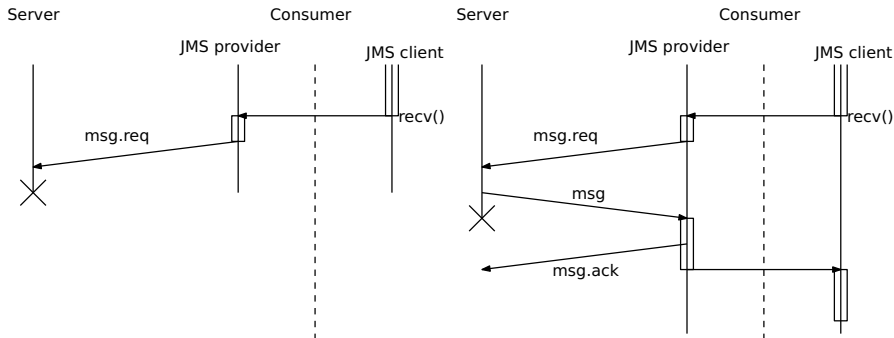 Server
Consumer
JMS provider
JMS client
recv()
msg.req
Server
Consumer
JMS provider
JMS client
recv()
msg.req
msg
msg.ack